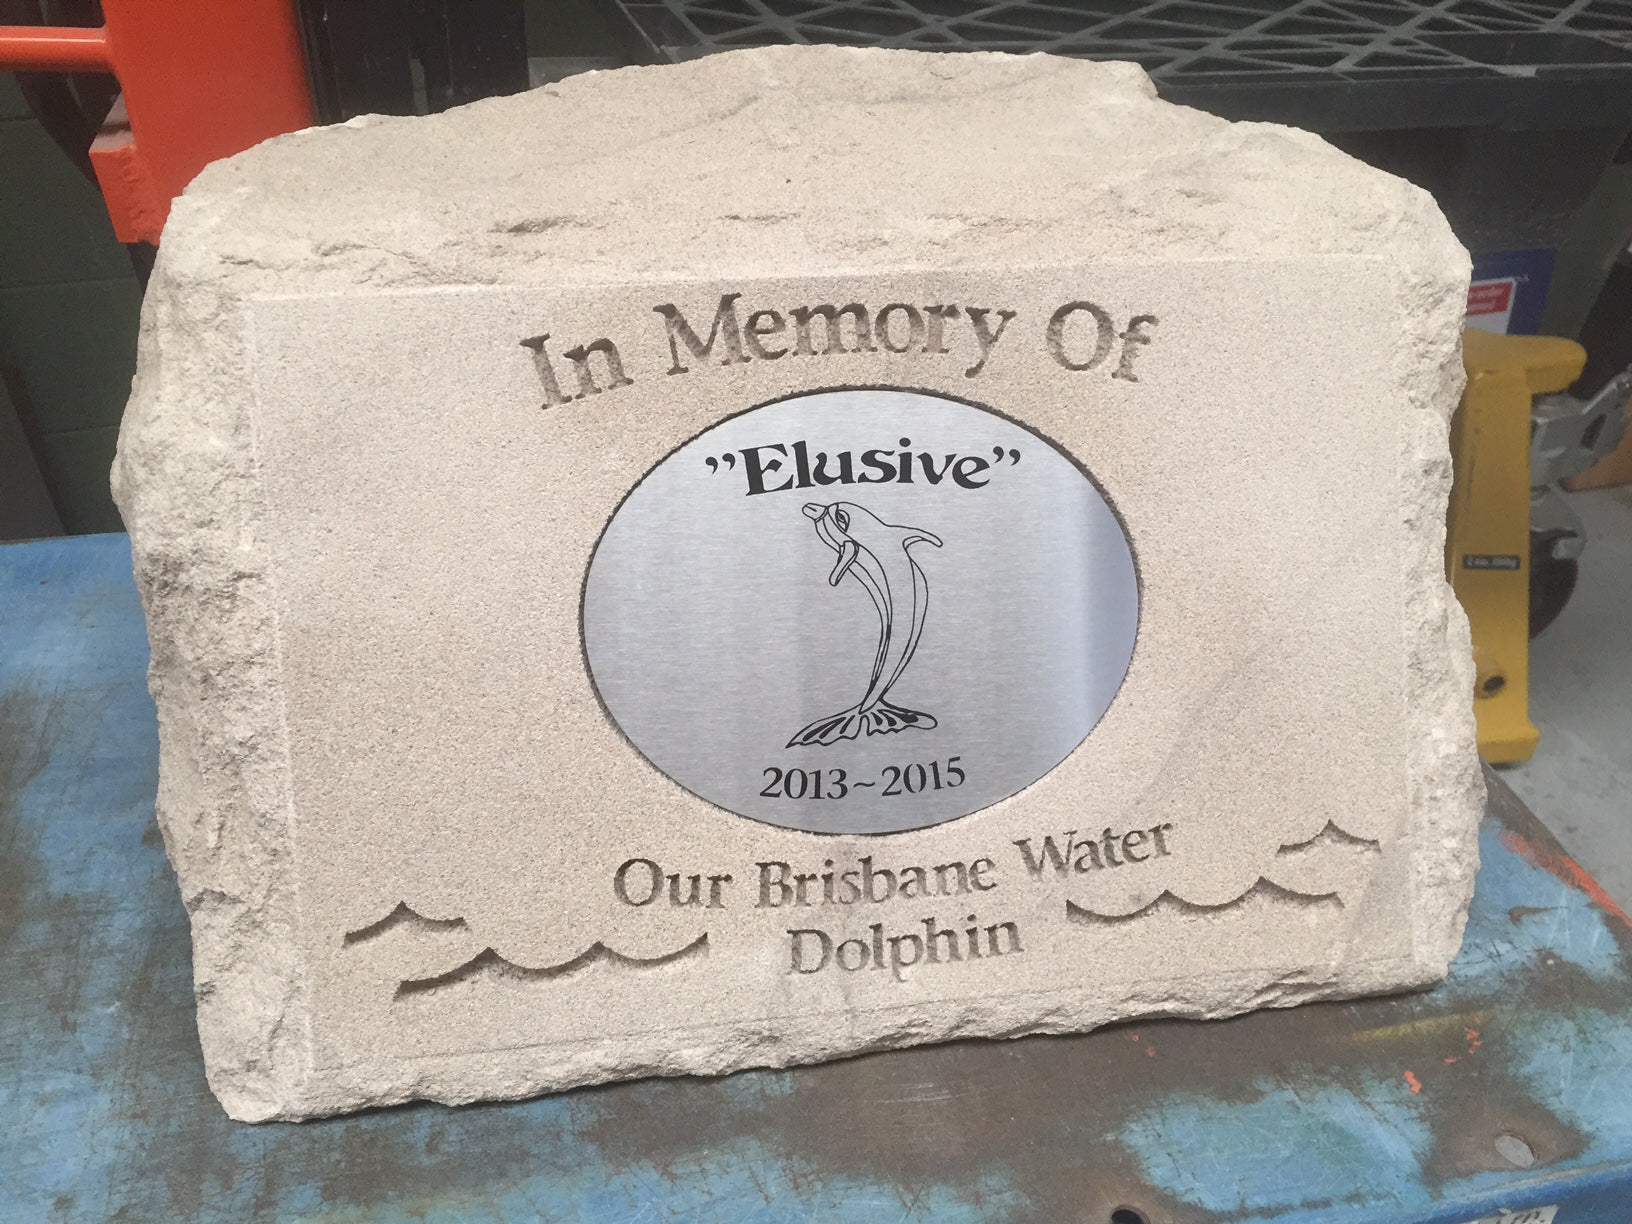 In Memory Of
”Elusive”
2013~2015
Our Brisbane Water
Dolphin